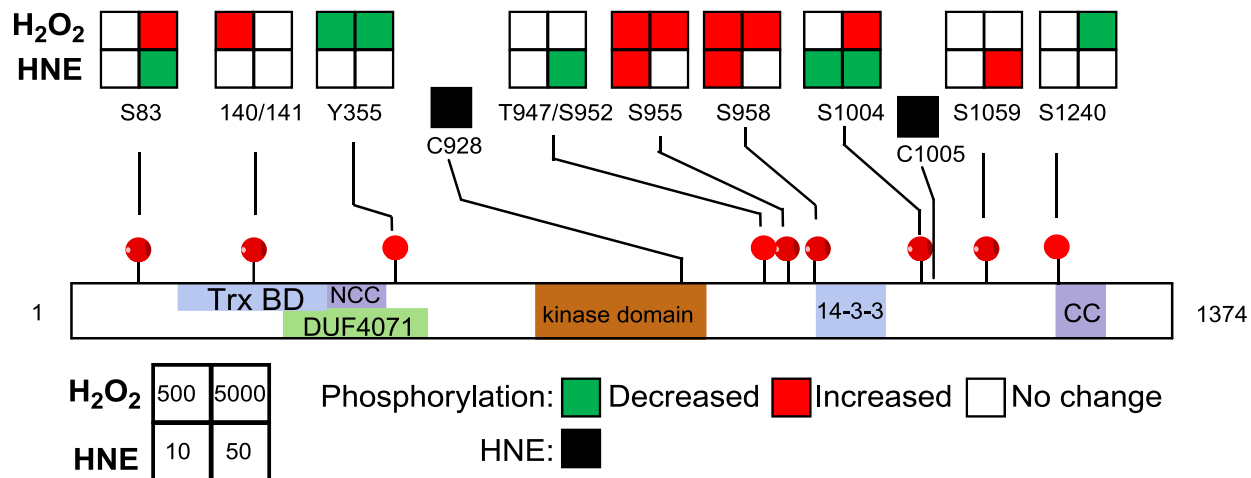 H₂O₂
HNE
S83 140/141 Y355 T947/S952 S955 S958 S1004 S1059 S1240
C928 C1005
1 Trx BD NCC DUF4071 kinase domain 14-3-3 CC 1374
H₂O₂ 500 5000
HNE 10 50
Phosphorylation: Decreased Increased No change
HNE: